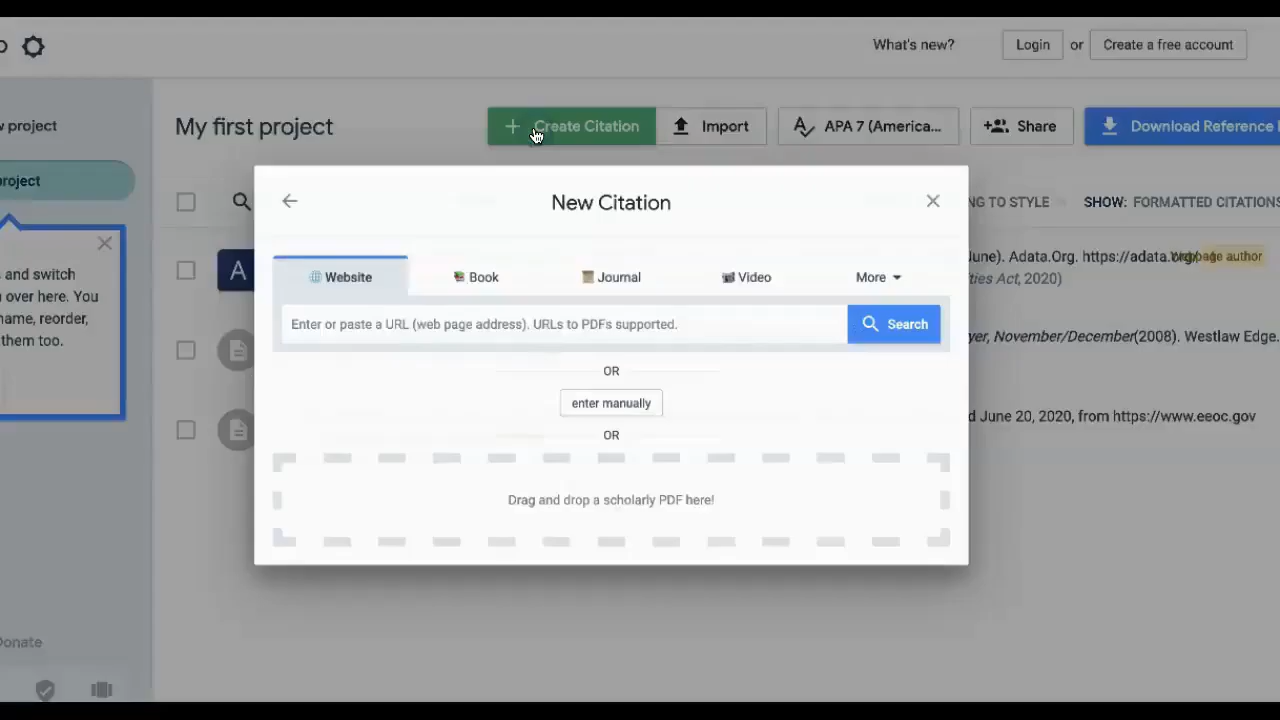 What's new?
Login
or
Create a free account
project
My first project
Create Citation
Import
APA 7 (America...
Share
Download Reference
project
New Citation
NG TO STYLE
SHOW: FORMATTED CITATIONS
and switch
over here. You
name, reorder,
them too.
A
Website
Book
Journal
Video
More
June). Adata.Org. https://adata.
author
ties Act, 2020)
Enter or paste a URL (web page address). URLs to PDFs supported.
Search
yer, November/December(2008). Westlaw Edge.
OR
enter manually
OR
d June 20, 2020, from https://www.eeoc.gov
Drag and drop a scholarly PDF here!
Donate